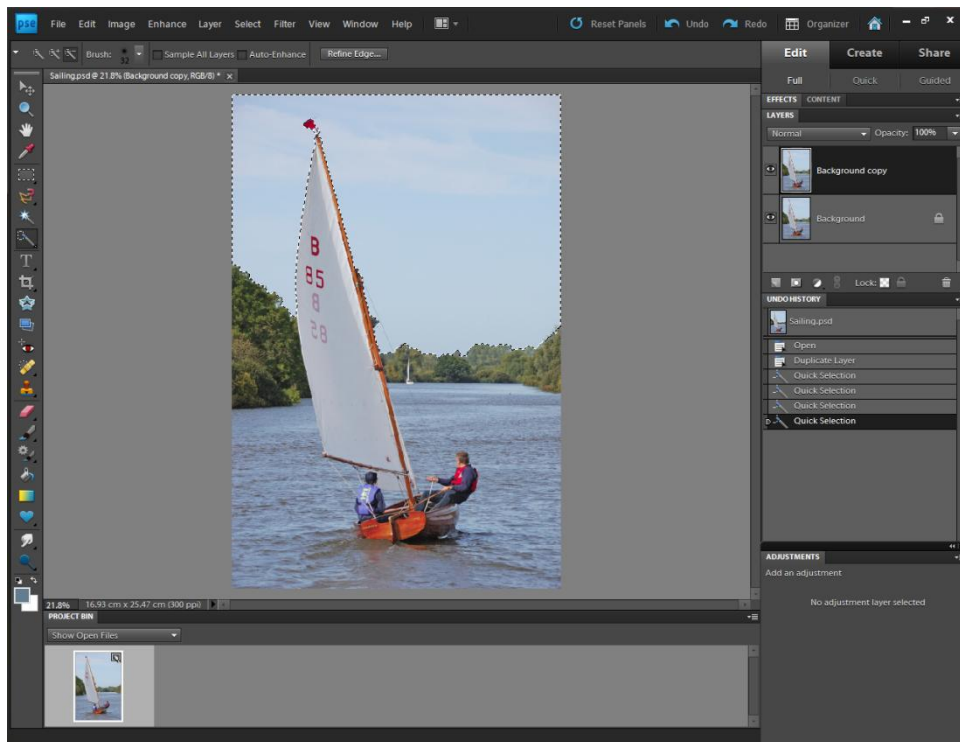 pse File Edit Image Enhance Layer Select Filter View Window Help Reset Panels Undo Redo Organizer
Brush: 32 Sample All Layers Auto-Enhance Refine Edge...
Edit Create Share
Full Quick Guided
Sailing.psd @ 21.8% (Background copy, RGB/8) * x
EFFECTS CONTENT
LAYERS
Normal Opacity: 100%
Background copy
Background
Lock:
UNDO HISTORY
Sailing.psd
Open
Duplicate Layer
Quick Selection
Quick Selection
Quick Selection
Quick Selection
B
85
8
58
ADJUSTMENTS
Add an adjustment
No adjustment layer selected
21.8% 16.93 cm x 25.47 cm (300 ppi)
PROJECT BIN
Show Open Files